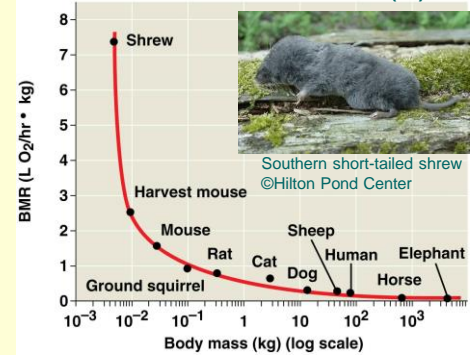 Shrew
Southern short-tailed shrew
©Hilton Pond Center
Harvest mouse
Mouse
Rat
Ground squirrel
Cat
Dog
Sheep
Human
Horse
Elephant
BMR (L O₂/hr • kg)
8
7
6
5
4
3
2
1
0
10⁻³ 10⁻² 10⁻¹ 1 10 10² 10³
Body mass (kg) (log scale)